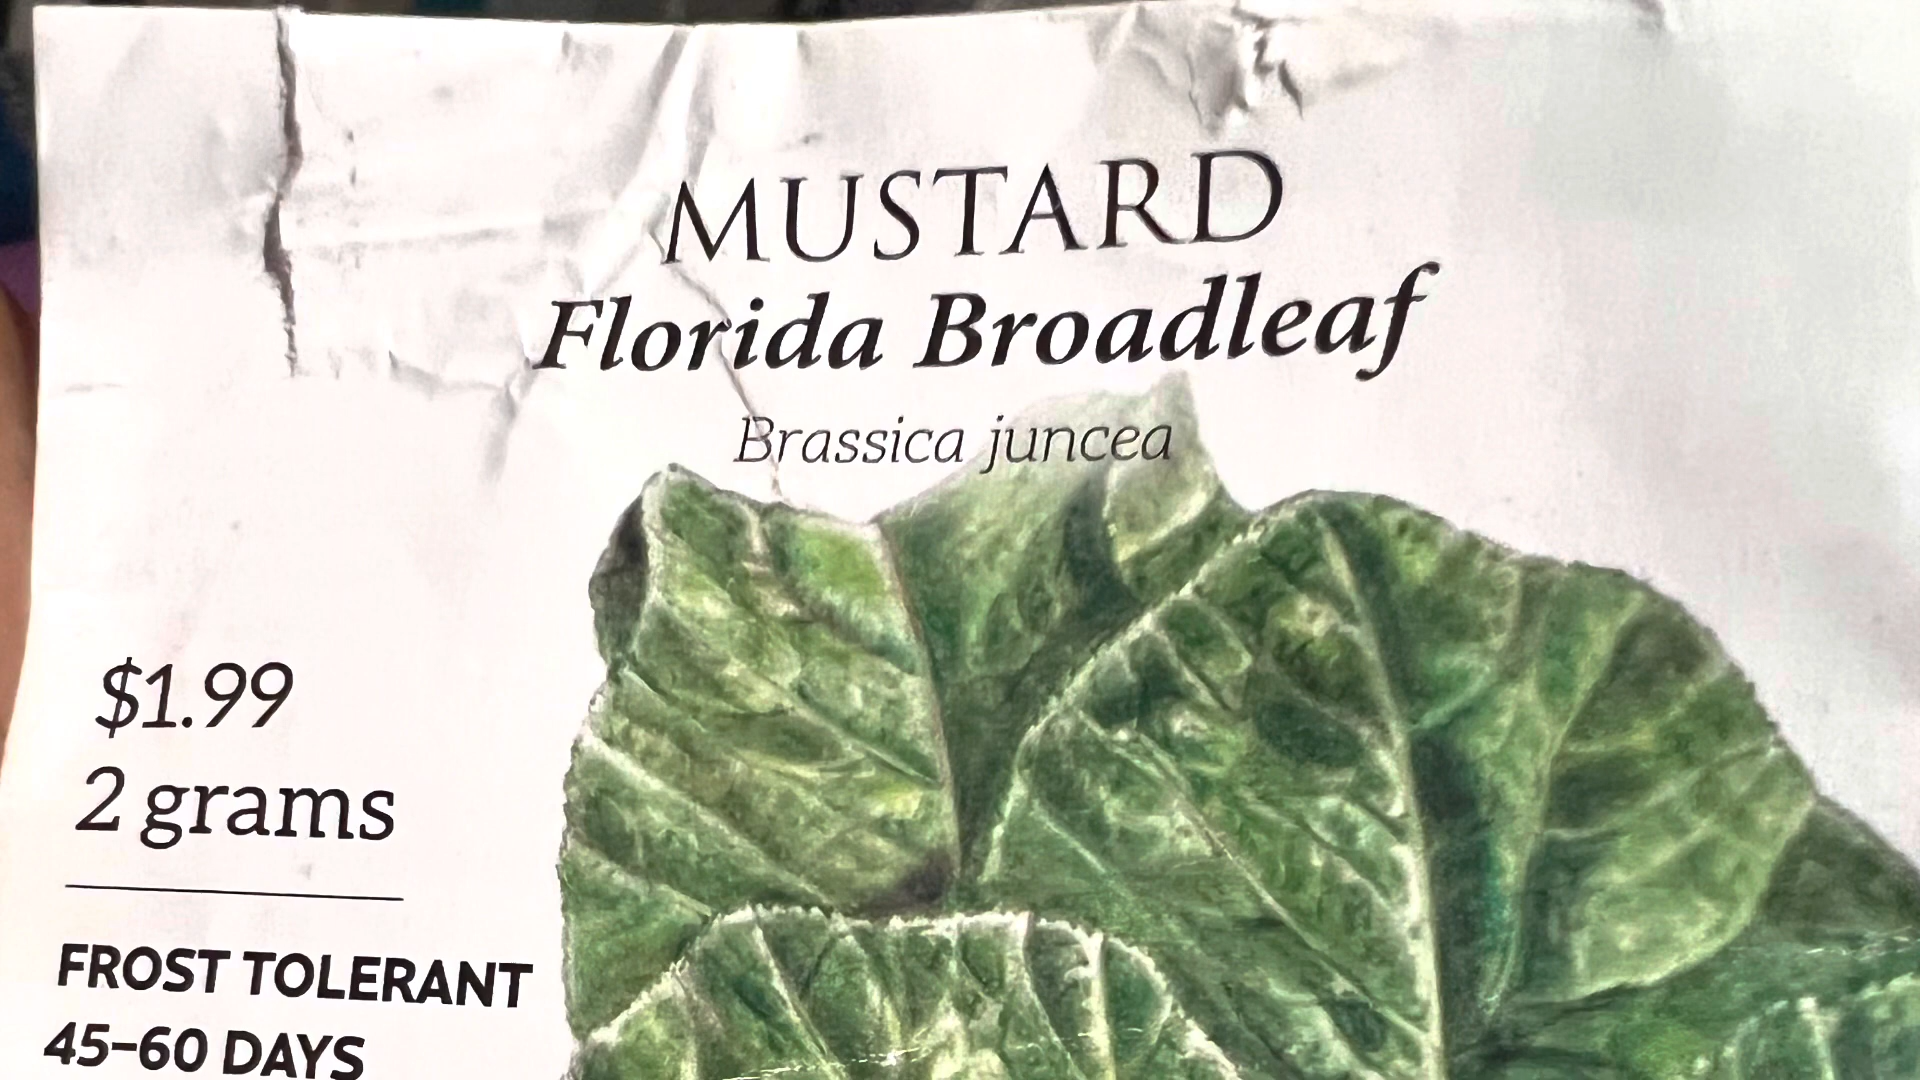 MUSTARD
Florida Broadleaf
Brassica juncea
$1.99
2 grams
FROST TOLERANT
45–60 DAYS